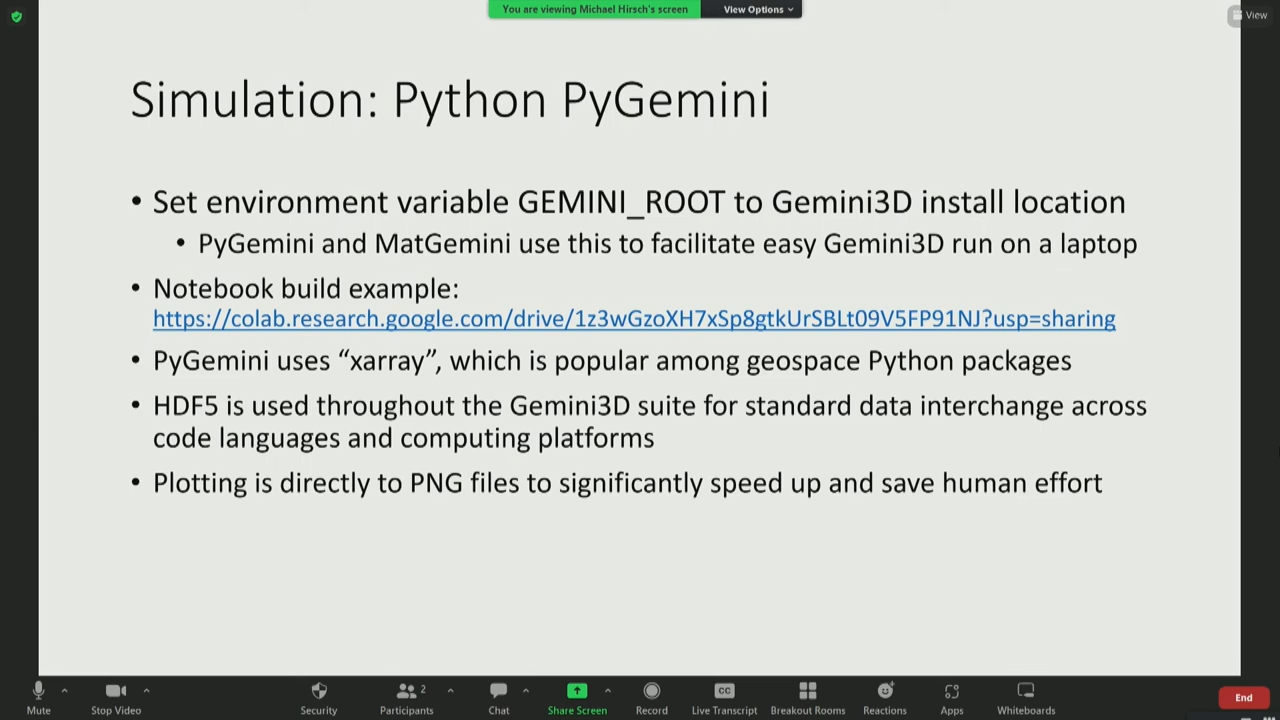 You are viewing Michael Hirsch's screen
View Options
View
Simulation: Python PyGemini
• Set environment variable GEMINI_ROOT to Gemini3D install location
• PyGemini and MatGemini use this to facilitate easy Gemini3D run on a laptop
• Notebook build example:
https://colab.research.google.com/drive/1z3wGzoXH7xSp8gtkUrSBLt09V5FP91NJ?usp=sharing
• PyGemini uses “xarray”, which is popular among geospace Python packages
• HDF5 is used throughout the Gemini3D suite for standard data interchange across
code languages and computing platforms
• Plotting is directly to PNG files to significantly speed up and save human effort
2
CC
Mute
Stop Video
Security
Participants
Chat
Share Screen
Record
Live Transcript
Breakout Rooms
Reactions
Apps
Whiteboards
End